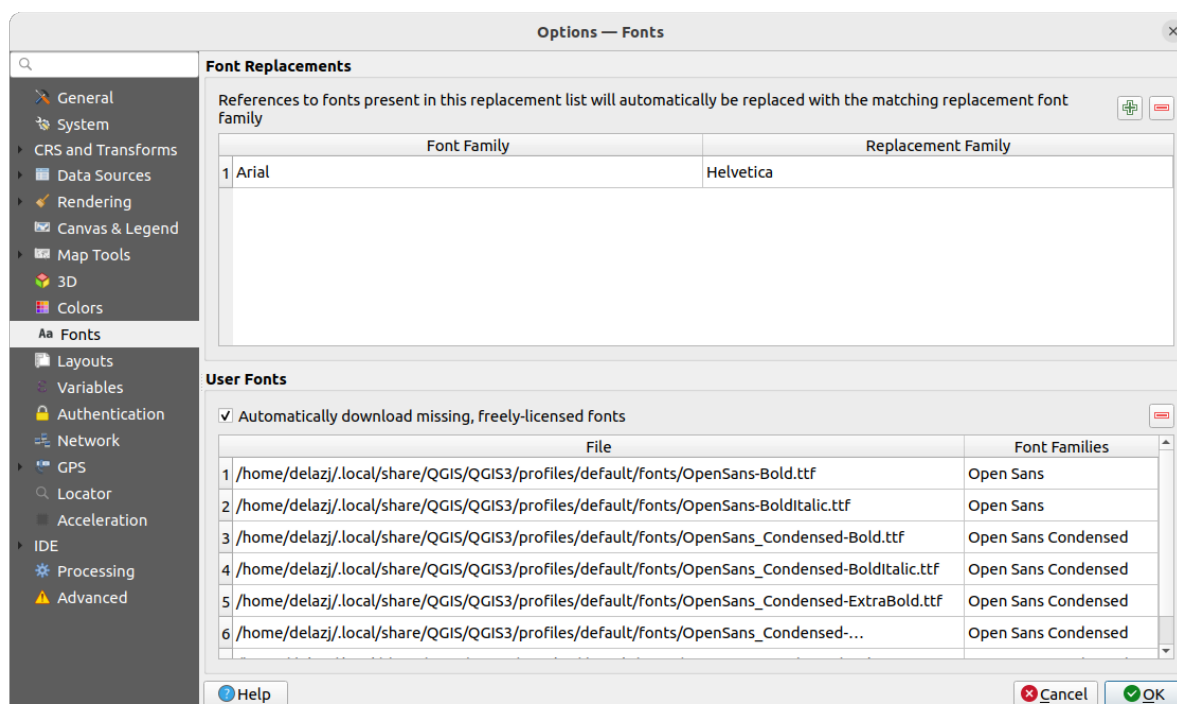 Options — Fonts
General
System
CRS and Transforms
Data Sources
Rendering
Canvas & Legend
Map Tools
3D
Colors
Aa Fonts
Layouts
Variables
Authentication
Network
GPS
Locator
Acceleration
IDE
Processing
Advanced
Font Replacements
References to fonts present in this replacement list will automatically be replaced with the matching replacement font
family
Font Family Replacement Family
1 Arial Helvetica
User Fonts
Automatically download missing, freely-licensed fonts
File Font Families
1 /home/delazj/.local/share/QGIS/QGIS3/profiles/default/fonts/OpenSans-Bold.ttf Open Sans
2 /home/delazj/.local/share/QGIS/QGIS3/profiles/default/fonts/OpenSans-BoldItalic.ttf Open Sans
3 /home/delazj/.local/share/QGIS/QGIS3/profiles/default/fonts/OpenSans_Condensed-Bold.ttf Open Sans Condensed
4 /home/delazj/.local/share/QGIS/QGIS3/profiles/default/fonts/OpenSans_Condensed-BoldItalic.ttf Open Sans Condensed
5 /home/delazj/.local/share/QGIS/QGIS3/profiles/default/fonts/OpenSans_Condensed-ExtraBold.ttf Open Sans Condensed
6 /home/delazj/.local/share/QGIS/QGIS3/profiles/default/fonts/OpenSans_Condensed-... Open Sans Condensed
Help Cancel OK